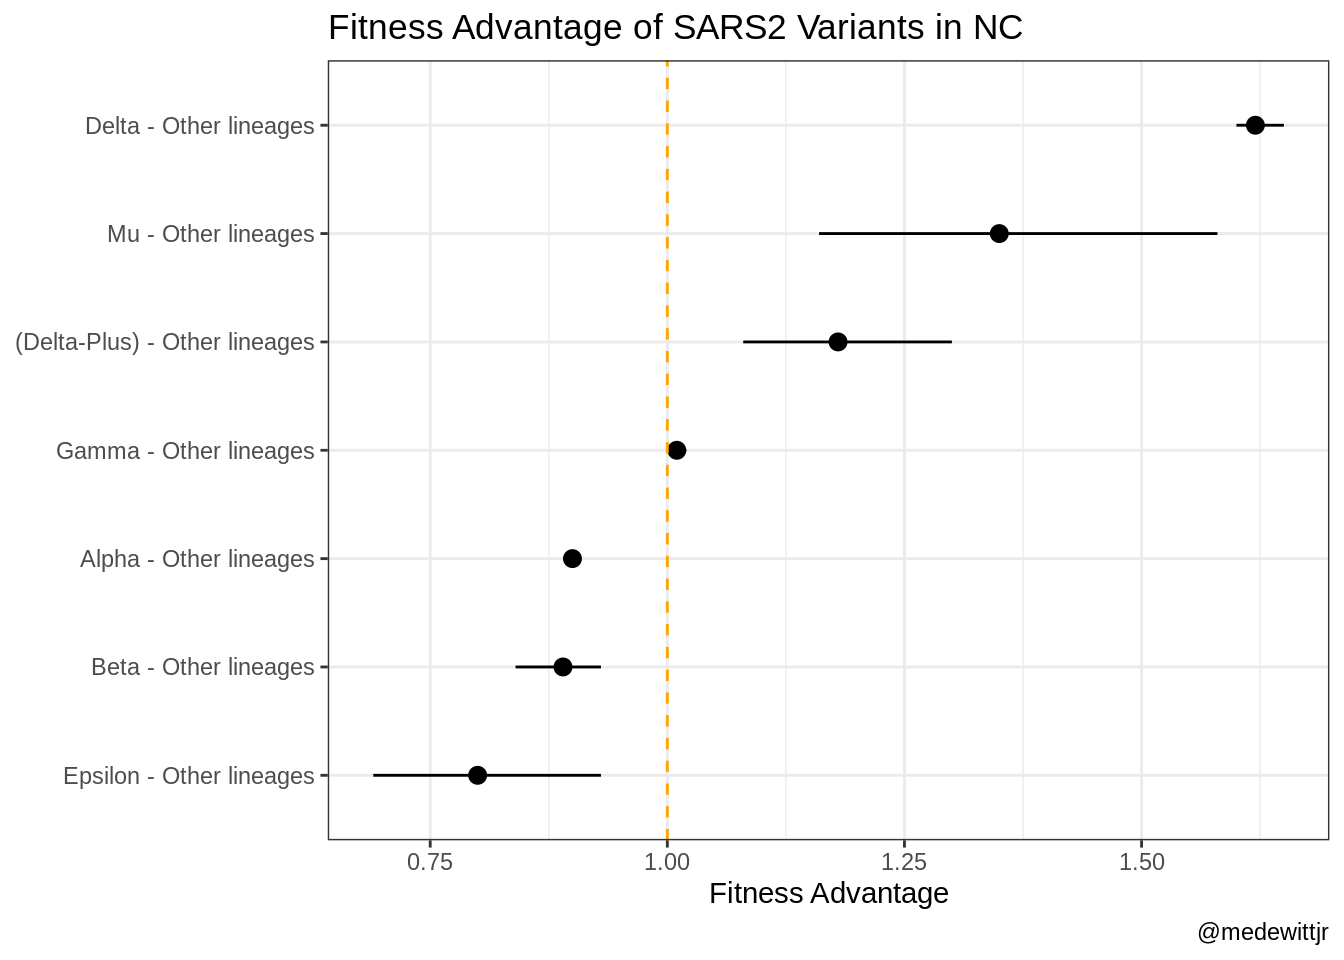 Fitness Advantage of SARS2 Variants in NC
Delta - Other lineages
Mu - Other lineages
(Delta-Plus) - Other lineages
Gamma - Other lineages
Alpha - Other lineages
Beta - Other lineages
Epsilon - Other lineages
0.75 1.00 1.25 1.50
Fitness Advantage
@medewittjr